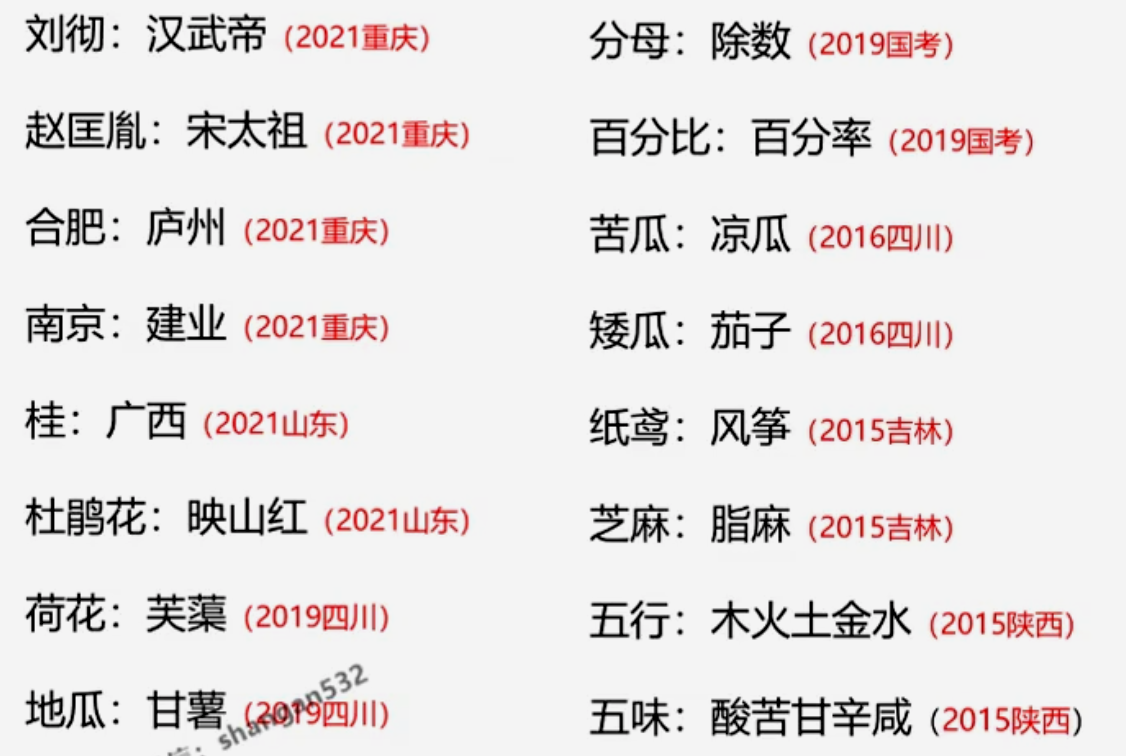 刘彻：汉武帝（2021重庆）
赵匡胤：宋太祖（2021重庆）
合肥：庐州（2021重庆）
南京：建业（2021重庆）
桂：广西（2021山东）
杜鹃花：映山红（2021山东）
荷花：芙蕖（2019四川）
地瓜：甘薯（2019四川）
shangan532
分母：除数（2019国考）
百分比：百分率（2019国考）
苦瓜：凉瓜（2016四川）
矮瓜：茄子（2016四川）
纸鸢：风筝（2015吉林）
芝麻：脂麻（2015吉林）
五行：木火土金水（2015陕西）
五味：酸苦甘辛咸（2015陕西）